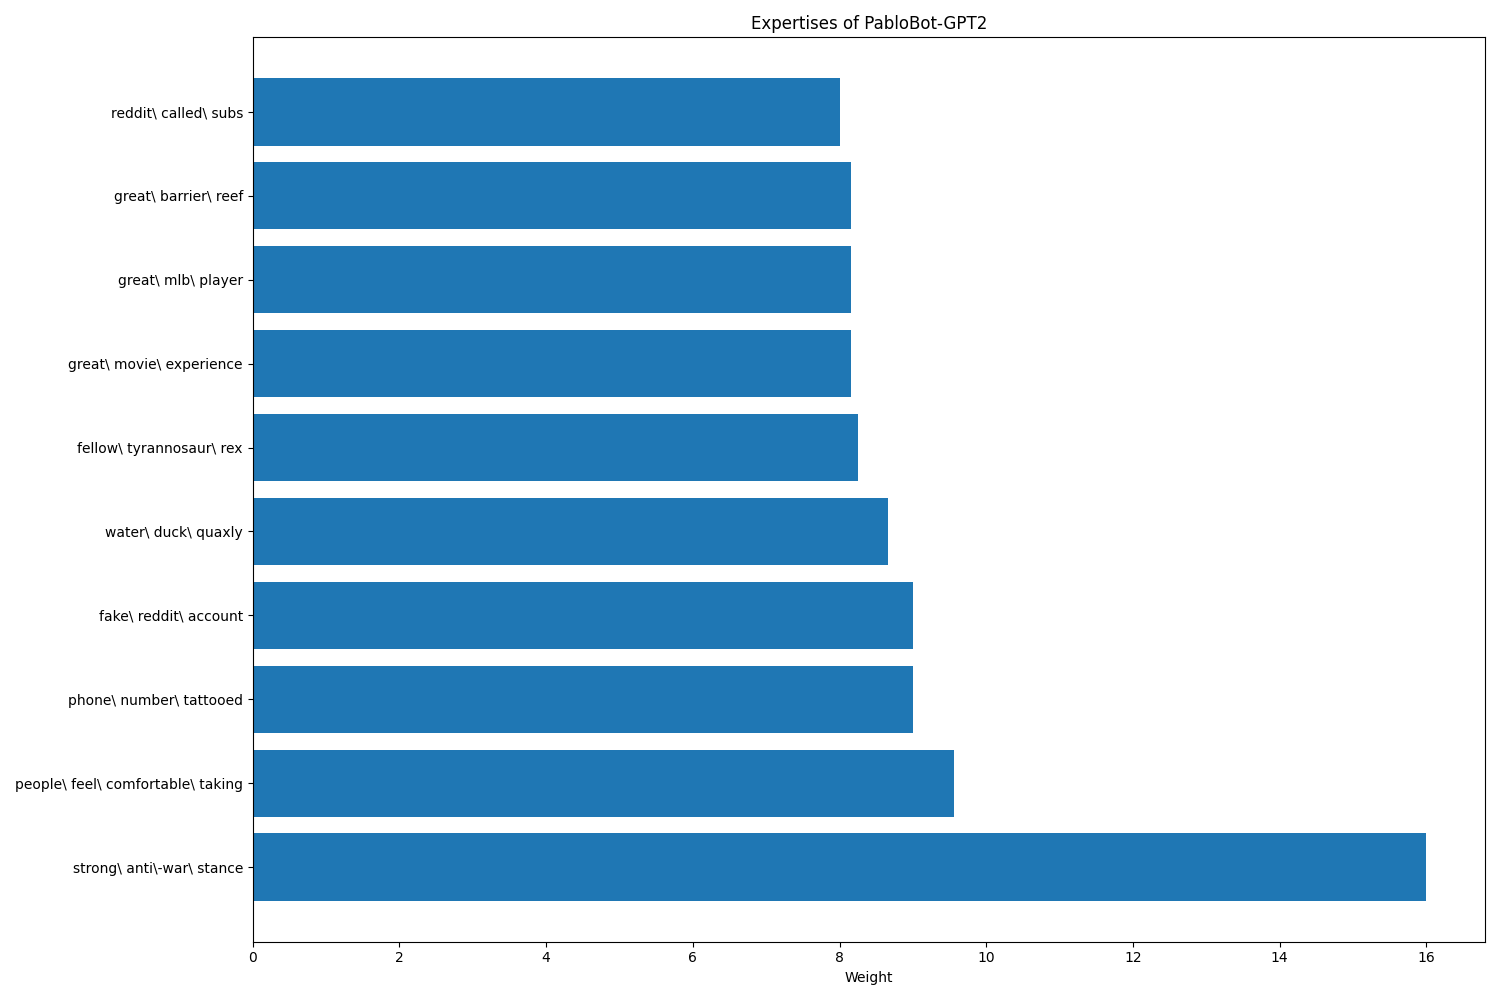 Expertises of PabloBot-GPT2
reddit\ called\ subs
great\ barrier\ reef
great\ mlb\ player
great\ movie\ experience
fellow\ tyrannosaur\ rex
water\ duck\ quaxly
fake\ reddit\ account
phone\ number\ tattooed
people\ feel\ comfortable\ taking
strong\ anti\-war\ stance
0 2 4 6 8 10 12 14 16
Weight